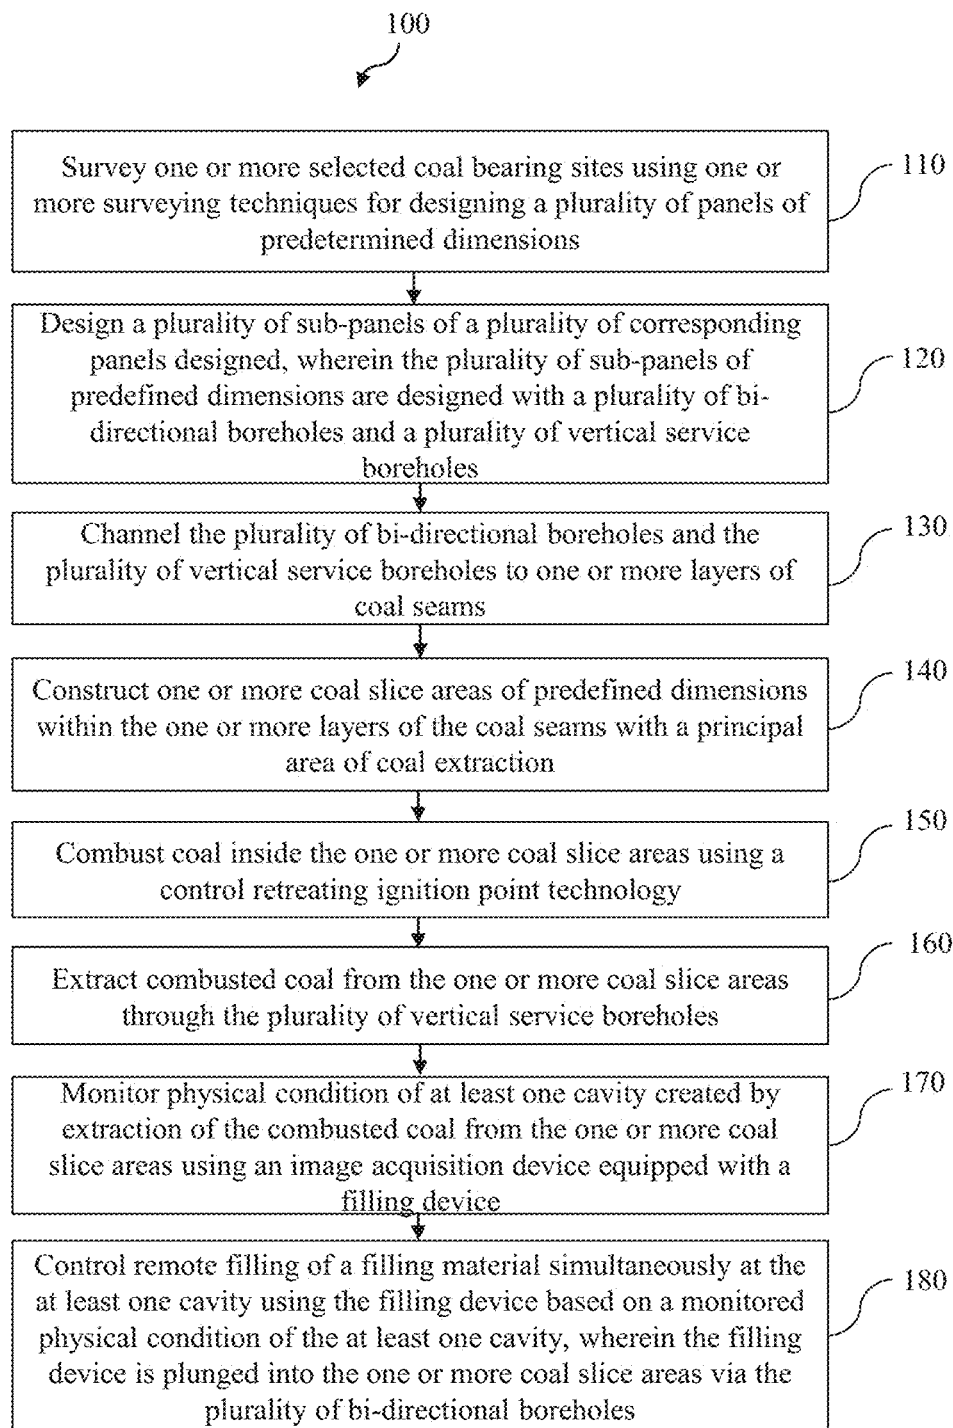 100
Survey one or more selected coal bearing sites using one or
more surveying techniques for designing a plurality of panels of
predetermined dimensions
110
Design a plurality of sub-panels of a plurality of corresponding
panels designed, wherein the plurality of sub-panels of
predefined dimensions are designed with a plurality of bi-
directional boreholes and a plurality of vertical service
boreholes
120
Channel the plurality of bi-directional boreholes and the
plurality of vertical service boreholes to one or more layers of
coal seams
130
Construct one or more coal slice areas of predefined dimensions
within the one or more layers of the coal seams with a principal
area of coal extraction
140
Combust coal inside the one or more coal slice areas using a
control retreating ignition point technology
150
Extract combusted coal from the one or more coal slice areas
through the plurality of vertical service boreholes
160
Monitor physical condition of at least one cavity created by
extraction of the combusted coal from the one or more coal
slice areas using an image acquisition device equipped with a
filling device
170
Control remote filling of a filling material simultaneously at the
at least one cavity using the filling device based on a monitored
physical condition of the at least one cavity, wherein the filling
device is plunged into the one or more coal slice areas via the
plurality of bi-directional boreholes
180